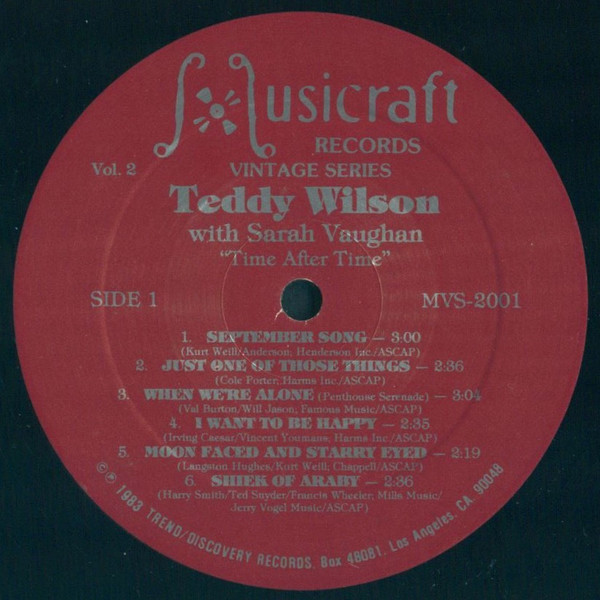 Musicraft
RECORDS
Vol. 2
VINTAGE SERIES
Teddy Wilson
with Sarah Vaughan
"Time After Time"
SIDE 1
MVS-2001
1. SEPTEMBER SONG — 3:00
(Kurt Weill/Anderson; Henderson Inc./ASCAP)
2. JUST ONE OF THOSE THINGS — 2:36
(Cole Porter; Harms Inc./ASCAP)
3. WHEN WE'RE ALONE (Penthouse Serenade) — 3:04
(Val Burton/Will Jason; Famous Music/ASCAP)
4. I WANT TO BE HAPPY — 2:35
(Irving Caesar/Vincent Youmans; Harms Inc./ASCAP)
5. MOON FACED AND STARRY EYED — 2:19
(Langston Hughes/Kurt Weill; Chappell/ASCAP)
6. SHIEK OF ARABY — 2:36
(Harry Smith/Ted Snyder/Francis Wheeler; Mills Music/
Jerry Vogel Music/ASCAP)
©℗ 1983 TREND/DISCOVERY RECORDS, Box 48081, Los Angeles, CA. 90048